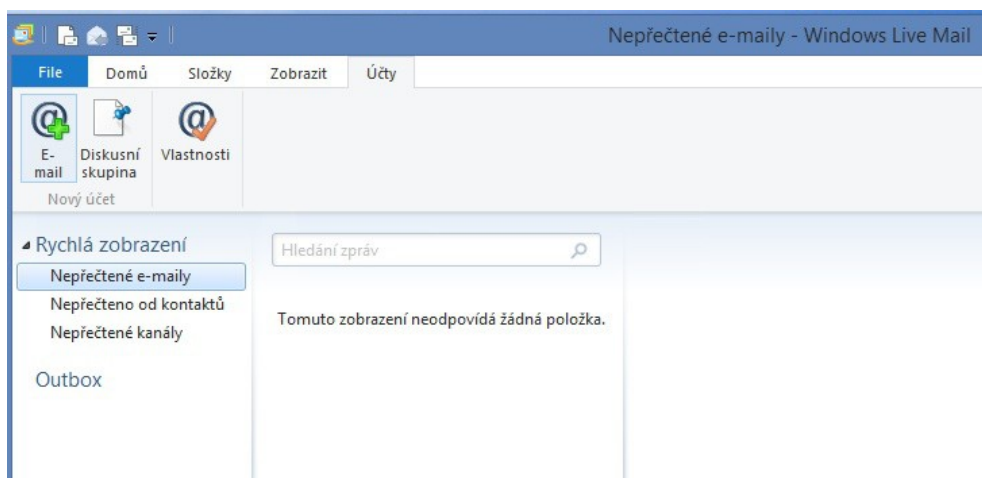 Nepřečtené e-maily - Windows Live Mail
File Domů Složky Zobrazit Účty
E-
mail
Diskusní
skupina
Vlastnosti
Nový účet
Rychlá zobrazení
Nepřečtené e-maily
Nepřečteno od kontaktů
Nepřečtené kanály
Outbox
Hledání zpráv
Tomuto zobrazení neodpovídá žádná položka.